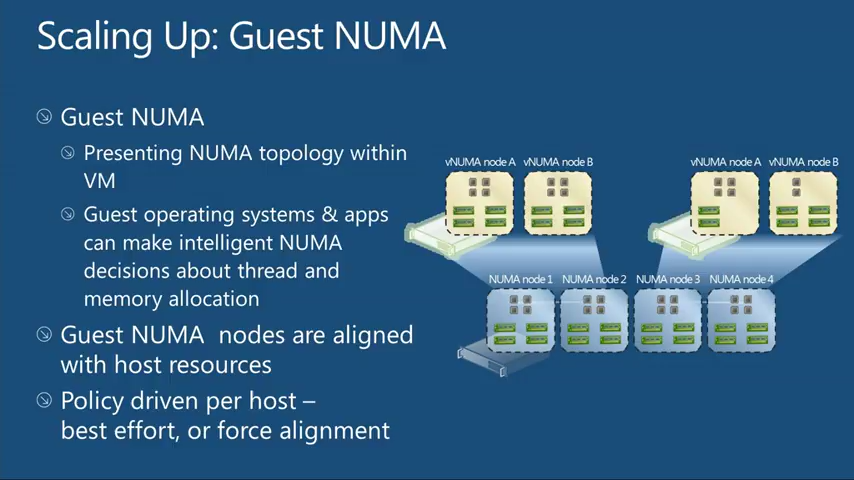 Scaling Up: Guest NUMA
Guest NUMA
Presenting NUMA topology within
VM
Guest operating systems & apps
can make intelligent NUMA
decisions about thread and
memory allocation
Guest NUMA nodes are aligned
with host resources
Policy driven per host –
best effort, or force alignment
vNUMA node A vNUMA node B
vNUMA node A vNUMA node B
NUMA node 1 NUMA node 2 NUMA node 3 NUMA node 4